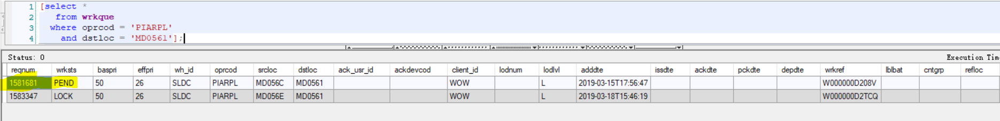 1 [select *
2 from wrkque
3 where oprcod = 'PIARPL'
4 and dstloc = 'MD0561'];
Status: 0 Execution Tim
reqnum wrksts baspri effpri wh_id oprcod srcloc dstloc ack_usr_id ackdevcod client_id lodnum lodlvl adddte issdte ackdte pckdte depdte wrkref lblbat cntgrp refloc
1581681 PEND 50 26 SLDC PIARPL MD056C MD0561 WOW L 2019-03-15T17:56:47 W000000D208V
1583347 LOCK 50 26 SLDC PIARPL MD056E MD0561 WOW L 2019-03-18T15:46:19 W000000D2TCQ